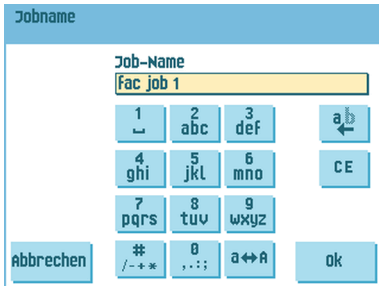 Jobname
Job-Name
fac job 1
1 2 3
␣ abc def
ab
4 5 6
ghi jkl mno
CE
7 8 9
pqrs tuv wxyz
# 0
/-+* ,.:; a↔A
Abbrechen
Ok